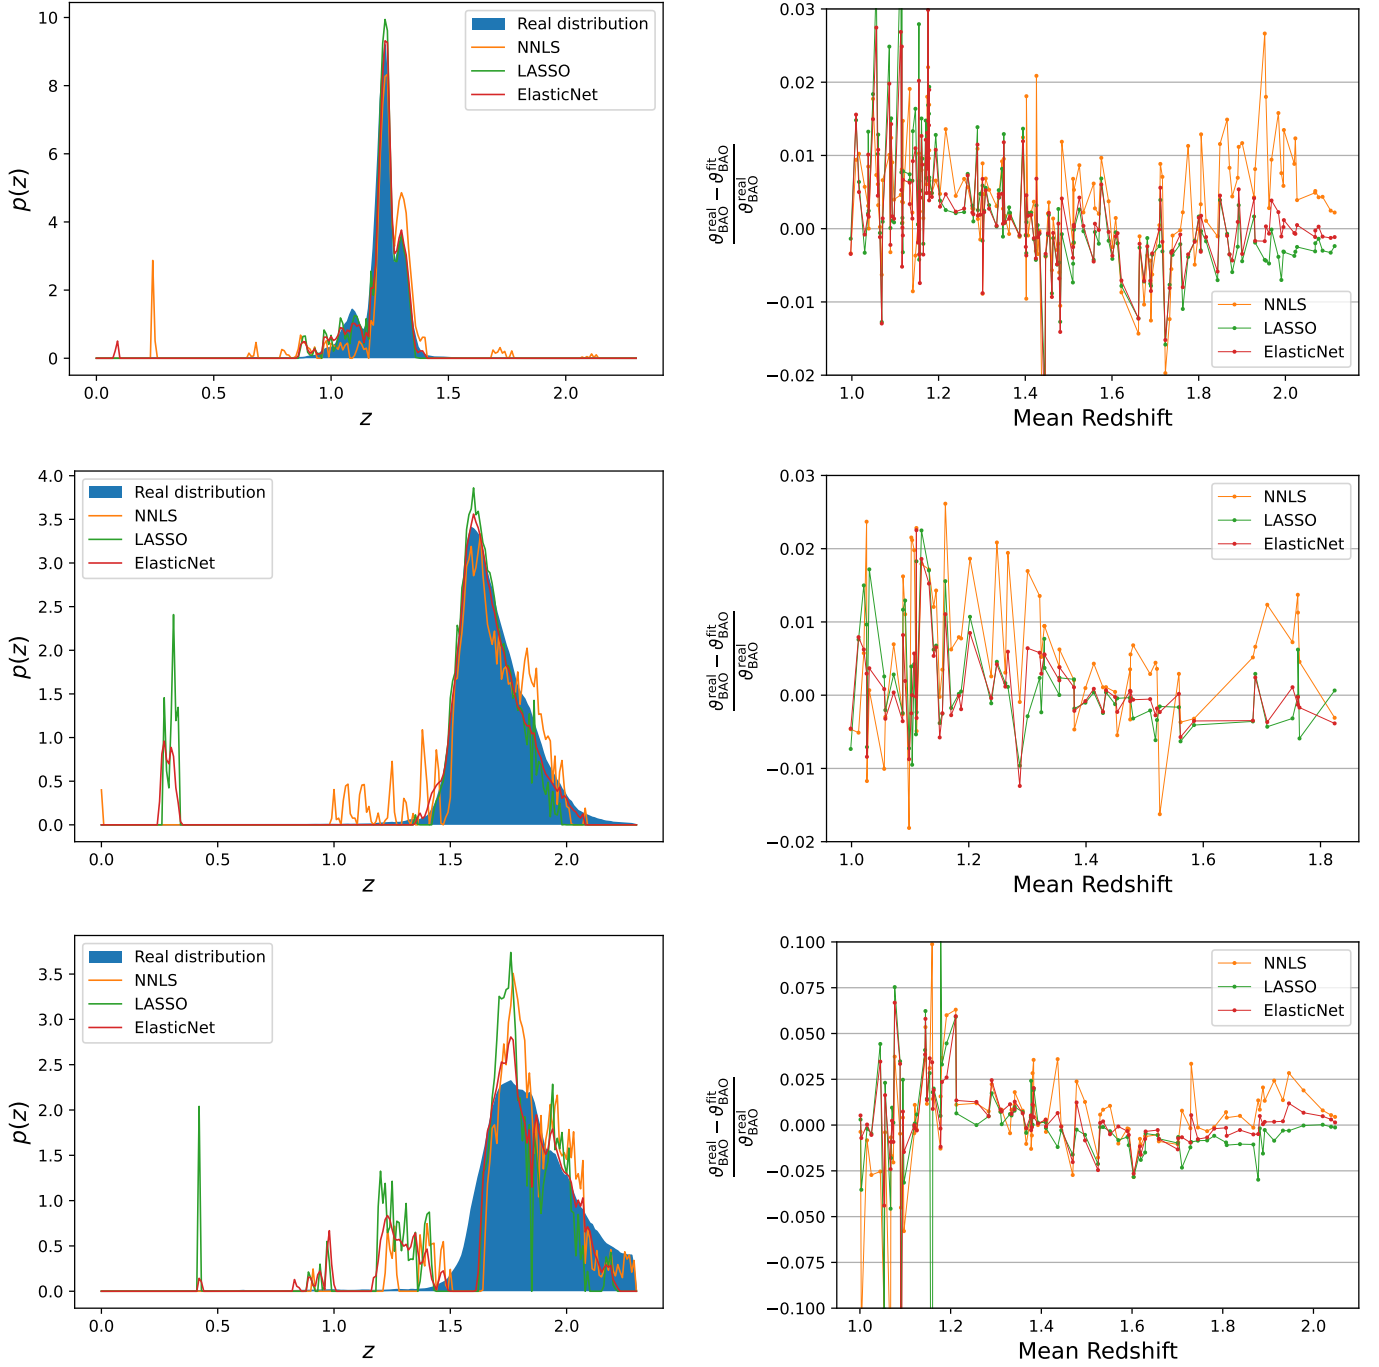 10
8
6
4
2
0
p(z)
0.0 0.5 1.0 1.5 2.0
z
Real distribution
NNLS
LASSO
ElasticNet
0.03
0.02
0.01
0.00
−0.01
−0.02
ϑ_BAO^real − ϑ_BAO^fit
ϑ_BAO^real
1.0 1.2 1.4 1.6 1.8 2.0
Mean Redshift
NNLS
LASSO
ElasticNet
4.0
3.5
3.0
2.5
2.0
1.5
1.0
0.5
0.0
p(z)
0.0 0.5 1.0 1.5 2.0
z
Real distribution
NNLS
LASSO
ElasticNet
0.03
0.02
0.01
0.00
−0.01
−0.02
ϑ_BAO^real − ϑ_BAO^fit
ϑ_BAO^real
1.0 1.2 1.4 1.6 1.8
Mean Redshift
NNLS
LASSO
ElasticNet
3.5
3.0
2.5
2.0
1.5
1.0
0.5
0.0
p(z)
0.0 0.5 1.0 1.5 2.0
z
Real distribution
NNLS
LASSO
ElasticNet
0.100
0.075
0.050
0.025
0.000
−0.025
−0.050
−0.075
−0.100
ϑ_BAO^real − ϑ_BAO^fit
ϑ_BAO^real
1.0 1.2 1.4 1.6 1.8 2.0
Mean Redshift
NNLS
LASSO
ElasticNet